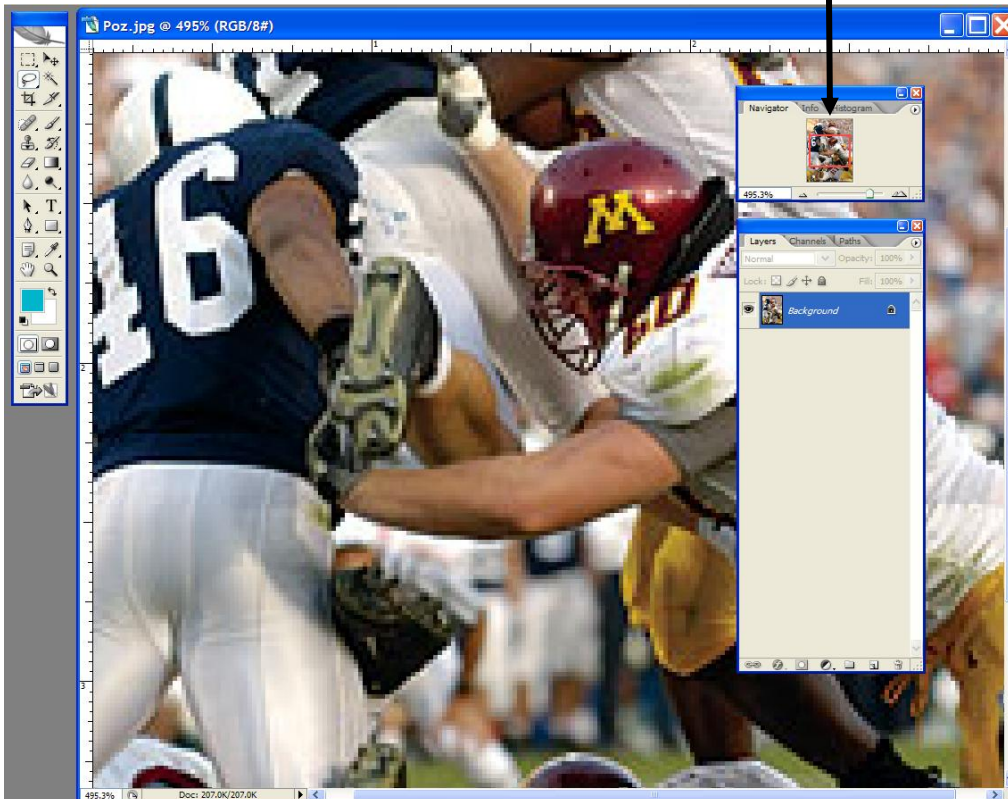 Poz.jpg @ 495% (RGB/8#)
1
2
Navigator
Info
Histogram
495.3%
Layers
Channels
Paths
Normal
Opacity: 100%
Lock:
Fill: 100%
Background
T
46
M
2
3
495.3%
Doc: 207.0K/207.0K